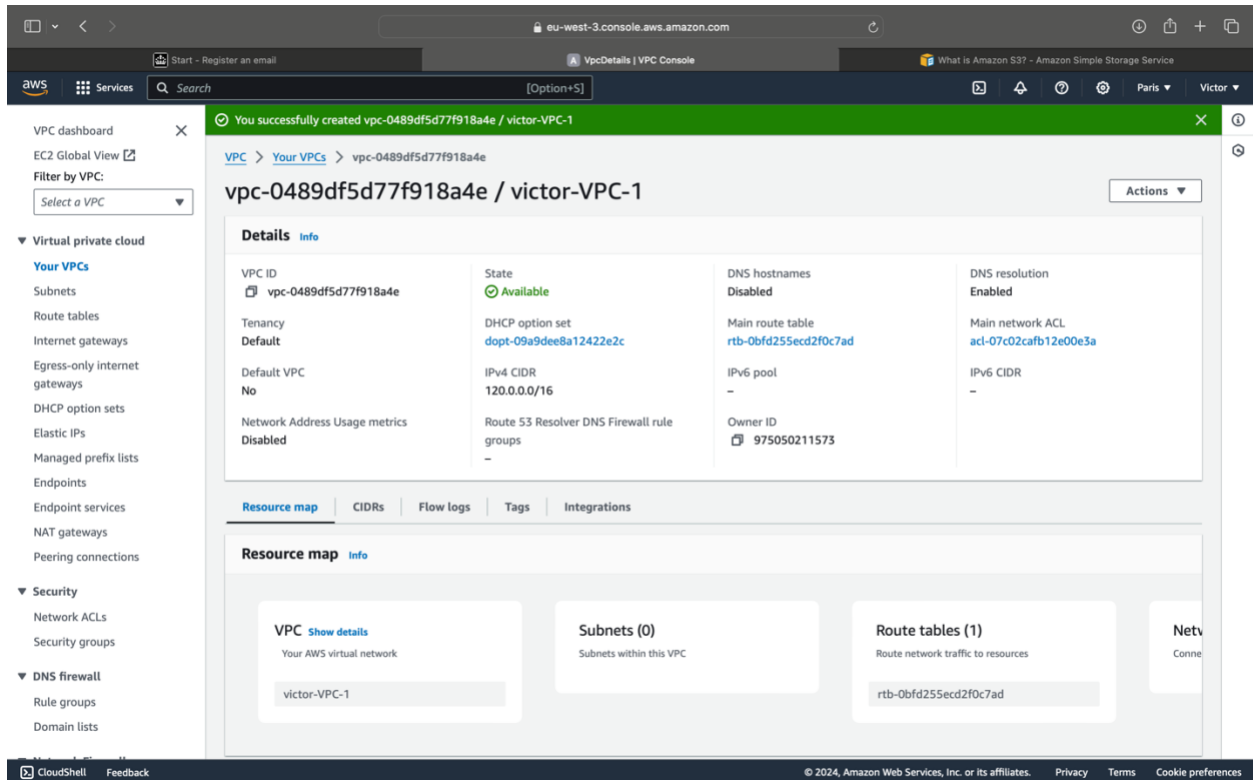 eu-west-3.console.aws.amazon.com
Start - Register an email
VpcDetails | VPC Console
What is Amazon S3? - Amazon Simple Storage Service
aws
Services
Search
[Option+S]
Paris
Victor
VPC dashboard
EC2 Global View
Filter by VPC:
Select a VPC
Virtual private cloud
Your VPCs
Subnets
Route tables
Internet gateways
Egress-only internet
gateways
DHCP option sets
Elastic IPs
Managed prefix lists
Endpoints
Endpoint services
NAT gateways
Peering connections
Security
Network ACLs
Security groups
DNS firewall
Rule groups
Domain lists
You successfully created vpc-0489df5d77f918a4e / victor-VPC-1
VPC > Your VPCs > vpc-0489df5d77f918a4e
vpc-0489df5d77f918a4e / victor-VPC-1
Actions
Details Info
VPC ID
vpc-0489df5d77f918a4e
State
Available
DNS hostnames
Disabled
DNS resolution
Enabled
Tenancy
Default
DHCP option set
dopt-09a9dee8a12422e2c
Main route table
rtb-0bfd255ecd2f0c7ad
Main network ACL
acl-07c02cafb12e00e3a
Default VPC
No
IPv4 CIDR
120.0.0.0/16
IPv6 pool
–
IPv6 CIDR
–
Network Address Usage metrics
Disabled
Route 53 Resolver DNS Firewall rule
groups
–
Owner ID
975050211573
Resource map
CIDRs
Flow logs
Tags
Integrations
Resource map Info
VPC Show details
Your AWS virtual network
victor-VPC-1
Subnets (0)
Subnets within this VPC
Route tables (1)
Route network traffic to resources
rtb-0bfd255ecd2f0c7ad
Netv
Conne
CloudShell
Feedback
© 2024, Amazon Web Services, Inc. or its affiliates.
Privacy
Terms
Cookie preferences